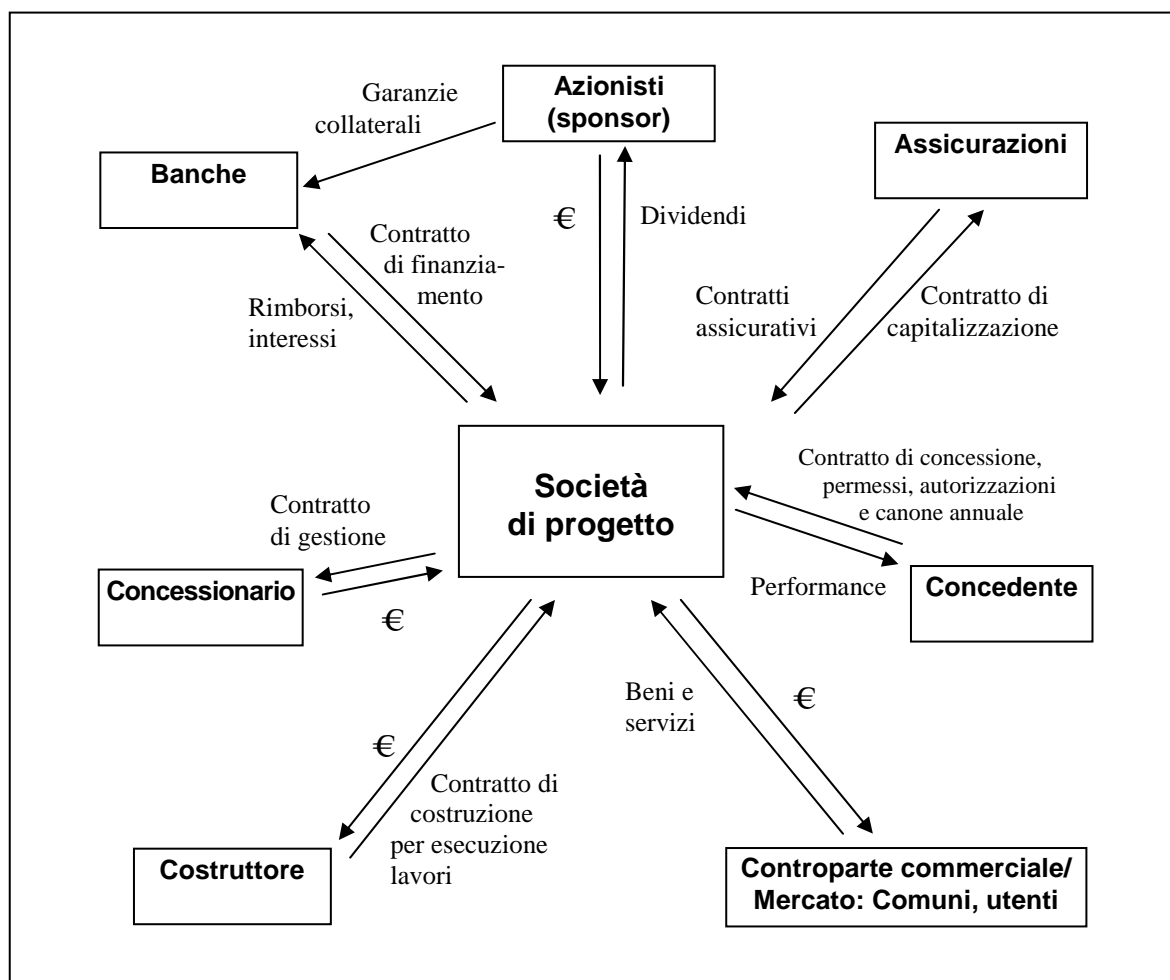 Azionisti
(sponsor)
Garanzie
collaterali
Assicurazioni
Banche
€
Dividendi
Contratto
di finanzia-
mento
Rimborsi,
interessi
Contratti
assicurativi
Contratto di
capitalizzazione
Società
di progetto
Contratto di concessione,
permessi, autorizzazioni
e canone annuale
Contratto
di gestione
Concessionario
€
Performance
Concedente
Beni e
servizi
€
€
Contratto di
costruzione
per esecuzione
lavori
Costruttore
Controparte commerciale/
Mercato: Comuni, utenti